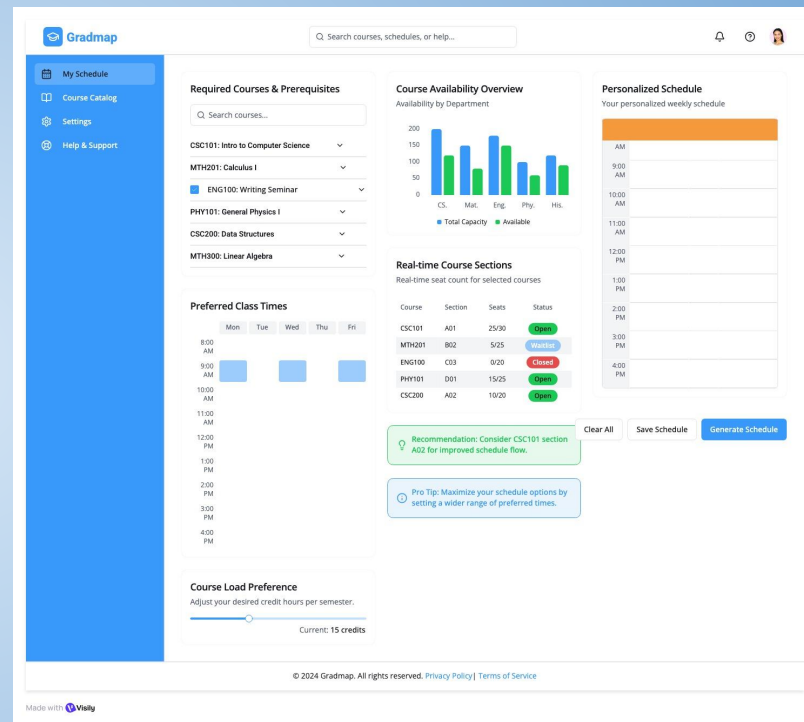 Gradmap
Search courses, schedules, or help...
My Schedule
Course Catalog
Settings
Help & Support
Required Courses & Prerequisites
Search courses...
CSC101: Intro to Computer Science
MTH201: Calculus I
ENG100: Writing Seminar
PHY101: General Physics I
CSC200: Data Structures
MTH300: Linear Algebra
Preferred Class Times
Mon Tue Wed Thu Fri
8:00
AM
9:00
AM
10:00
AM
11:00
AM
12:00
PM
1:00
PM
2:00
PM
3:00
PM
4:00
PM
Course Load Preference
Adjust your desired credit hours per semester.
Current: 15 credits
Course Availability Overview
Availability by Department
200
150
100
50
0
CS. Mat. Eng. Phy. His.
Total Capacity Available
Real-time Course Sections
Real-time seat count for selected courses
Course Section Seats Status
CSC101 A01 25/30 Open
MTH201 B02 5/25 Waitlist
ENG100 C03 0/20 Closed
PHY101 D01 15/25 Open
CSC200 A02 10/20 Open
Recommendation: Consider CSC101 section
A02 for improved schedule flow.
Pro Tip: Maximize your schedule options by
setting a wider range of preferred times.
Personalized Schedule
Your personalized weekly schedule
AM
9:00
AM
10:00
AM
11:00
AM
12:00
PM
1:00
PM
2:00
PM
3:00
PM
4:00
PM
Clear All Save Schedule Generate Schedule
© 2024 Gradmap. All rights reserved. Privacy Policy| Terms of Service
Made with Visily